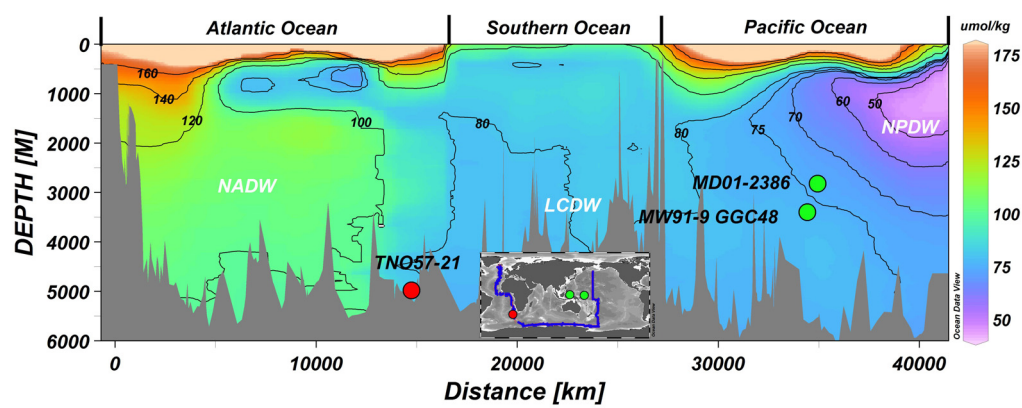 Atlantic Ocean Southern Ocean Pacific Ocean
umol/kg
0
1000
2000
3000
4000
5000
6000
DEPTH [M]
160
140
120
100
80
80
75
70
60
50
NADW
LCDW
NPDW
MD01-2386
MW91-9 GGC48
TNO57-21
175
150
125
100
75
50
Ocean Data View
0 10000 20000 30000 40000
Distance [km]